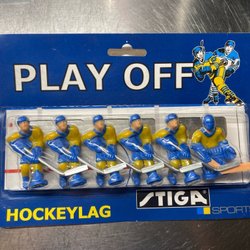 PLAY OFF
HOCKEYLAG
STIGA
SPORT